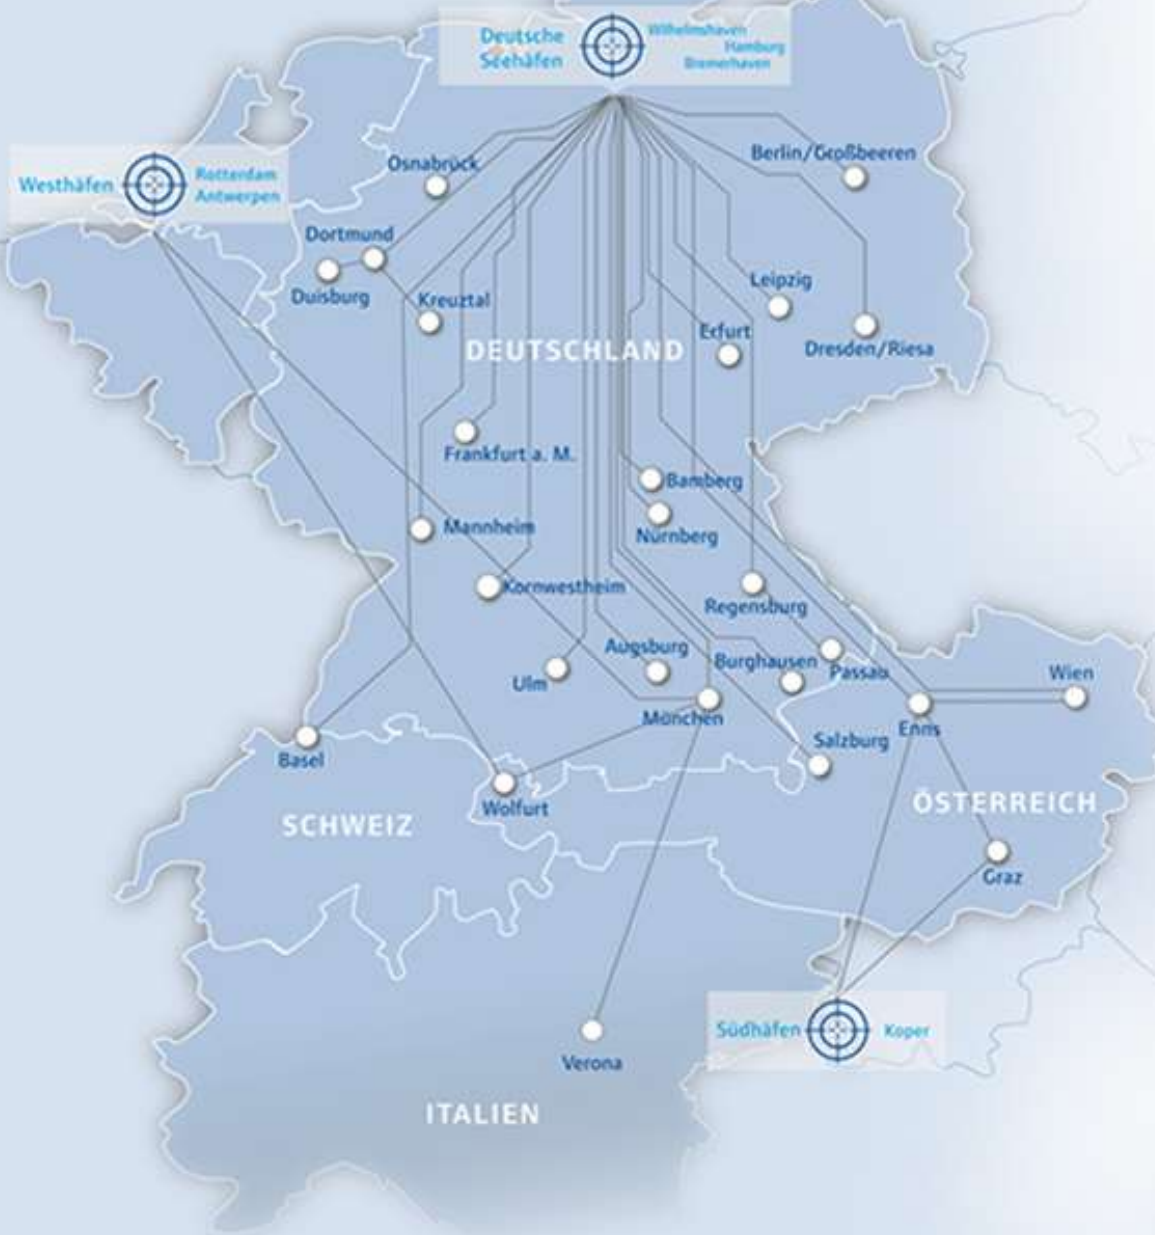 Deutsche
Seehäfen
Wilhelmshaven
Hamburg
Bremerhaven
Westhäfen
Rotterdam
Antwerpen
Osnabrück
Berlin/Großbeeren
Dortmund
Duisburg
Kreuztal
Leipzig
Erfurt
Dresden/Riesa
DEUTSCHLAND
Frankfurt a. M.
Bamberg
Mannheim
Nürnberg
Kornwestheim
Regensburg
Augsburg
Burghausen
Passau
Ulm
Wien
München
Enns
Salzburg
Basel
Wolfurt
ÖSTERREICH
SCHWEIZ
Graz
Südhäfen
Koper
Verona
ITALIEN